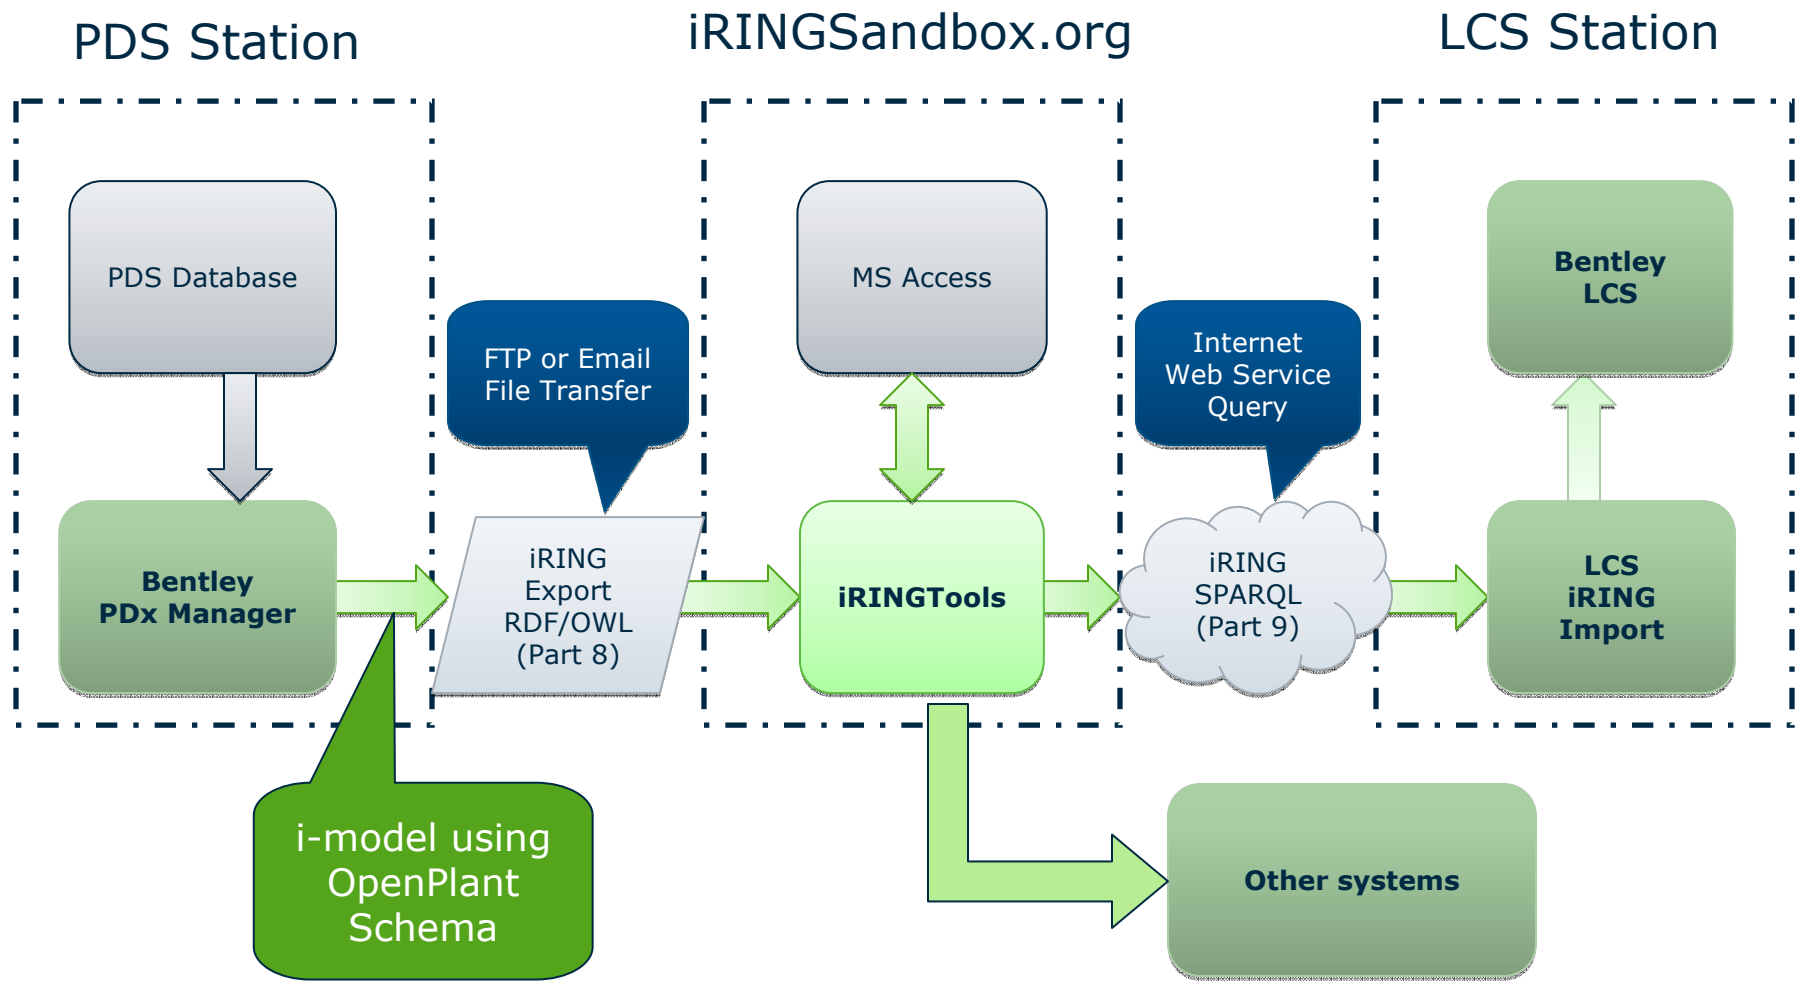 PDS Station
iRINGSandbox.org
LCS Station
PDS Database
MS Access
Bentley
LCS
FTP or Email
File Transfer
Internet
Web Service
Query
Bentley
PDx Manager
iRING
Export
RDF/OWL
(Part 8)
iRINGTools
iRING
SPARQL
(Part 9)
LCS
iRING
Import
i-model using
OpenPlant
Schema
Other systems